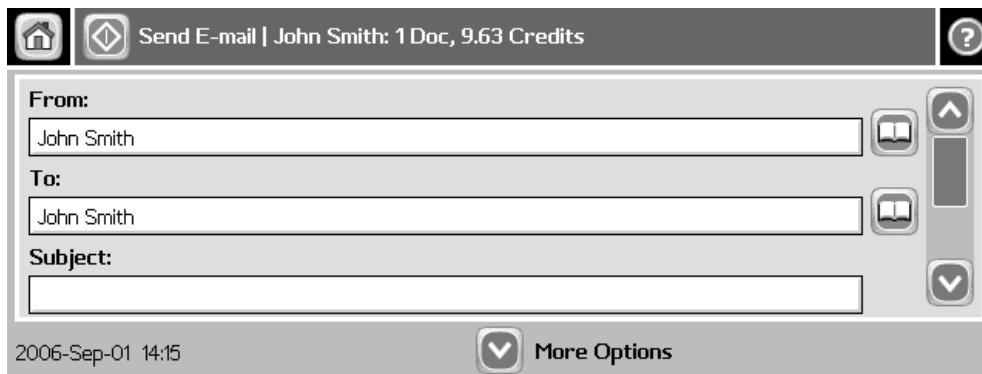 Send E-mail | John Smith: 1 Doc, 9.63 Credits
?
From:
John Smith
To:
John Smith
Subject:
2006-Sep-01 14:15
More Options